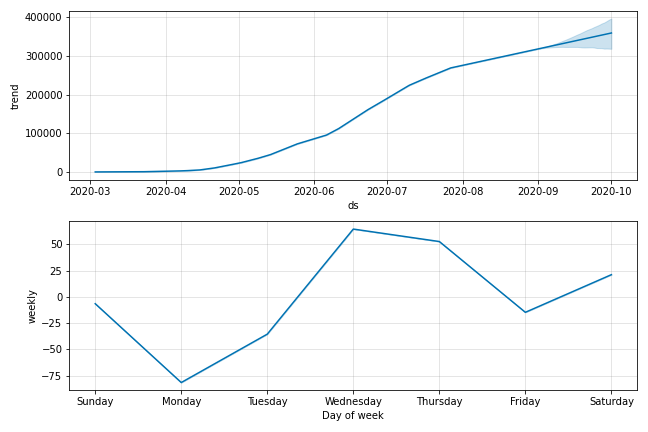 400000
300000
200000
100000
0
trend
2020-03 2020-04 2020-05 2020-06 2020-07 2020-08 2020-09 2020-10
ds
50
25
0
−25
−50
−75
weekly
Sunday Monday Tuesday Wednesday Thursday Friday Saturday
Day of week